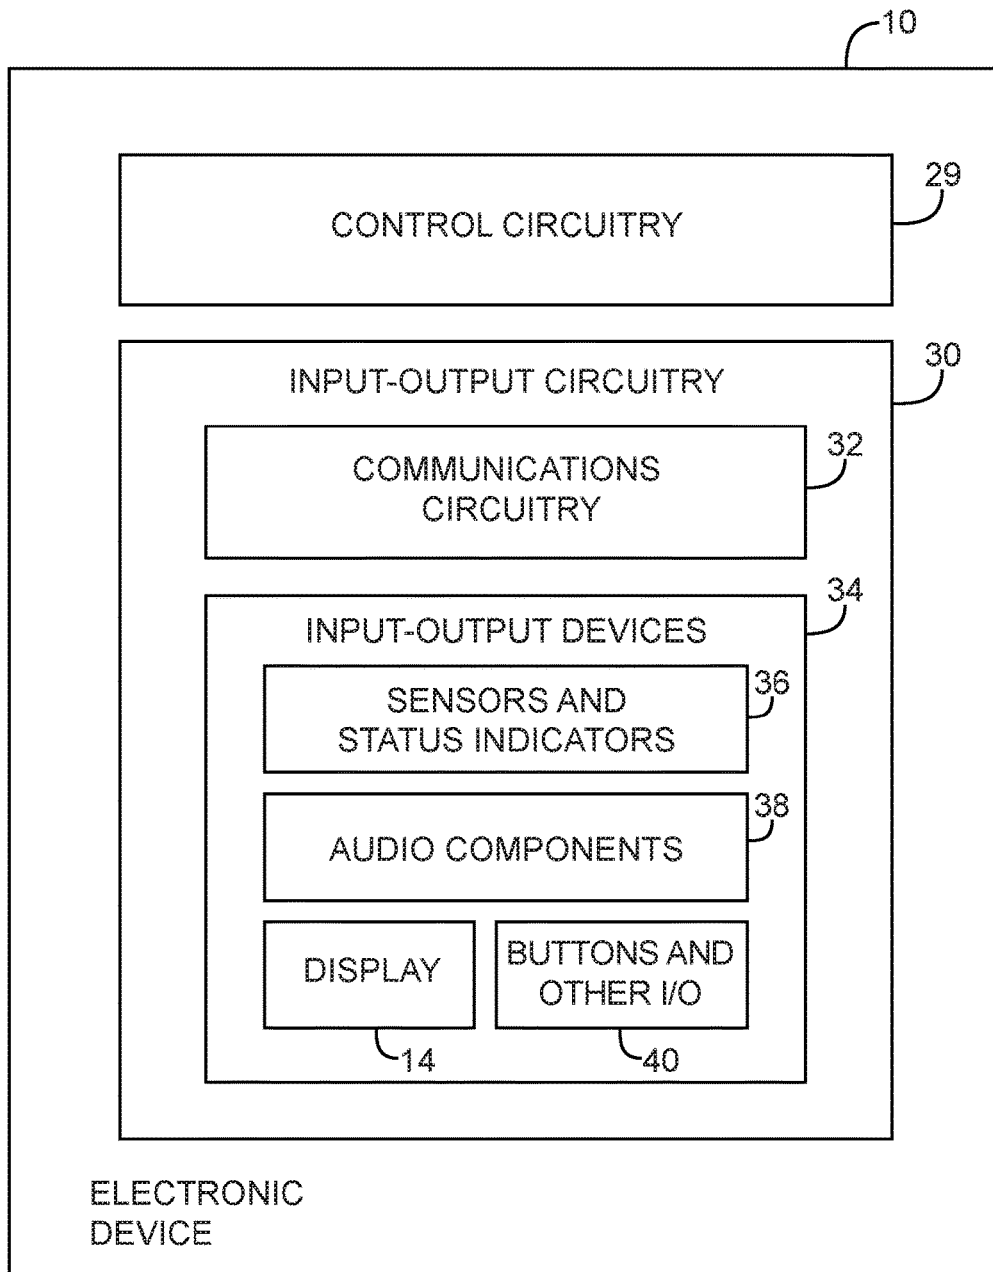 10
29
CONTROL CIRCUITRY
30
INPUT-OUTPUT CIRCUITRY
32
COMMUNICATIONS
CIRCUITRY
34
INPUT-OUTPUT DEVICES
36
SENSORS AND
STATUS INDICATORS
38
AUDIO COMPONENTS
DISPLAY
BUTTONS AND
OTHER I/O
14
40
ELECTRONIC
DEVICE